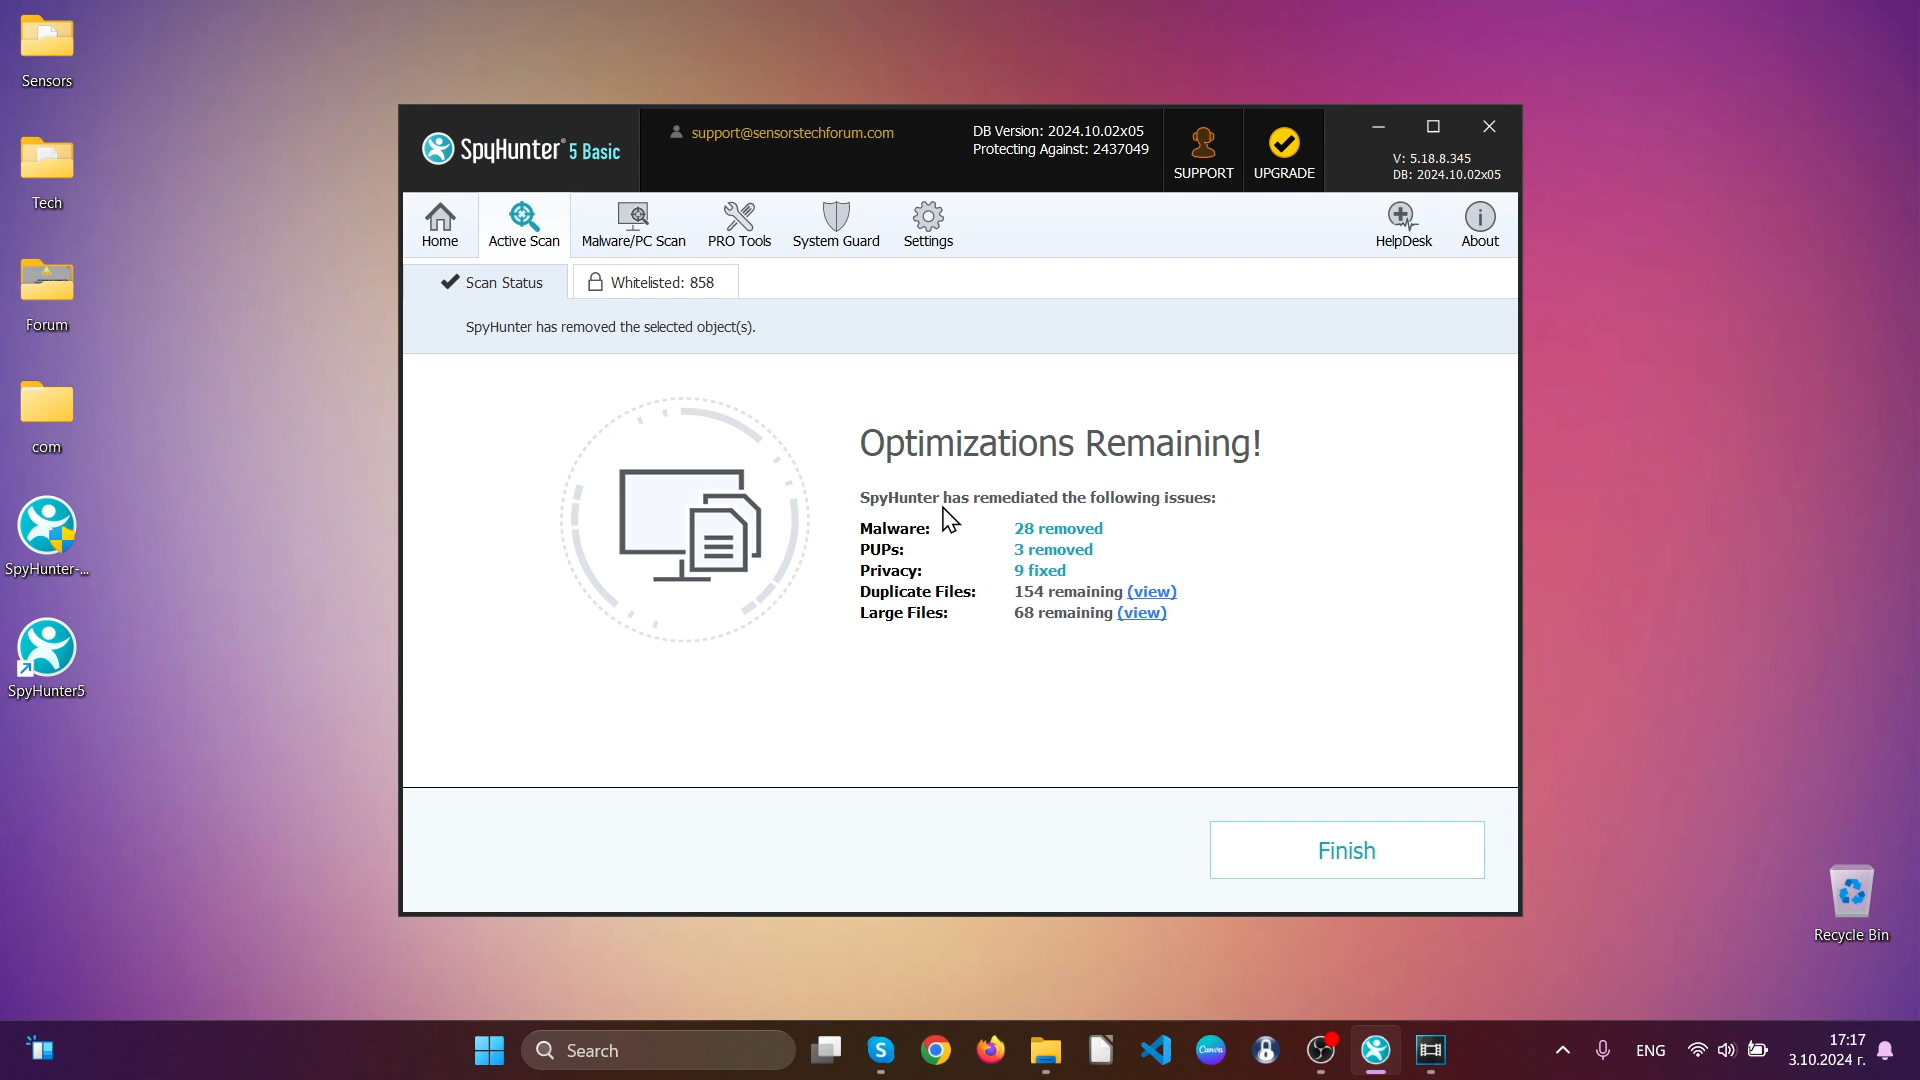 Sensors
Tech
Forum
com
SpyHunter-...
SpyHunter5
SpyHunter® 5 Basic
support@sensorstechforum.com
DB Version: 2024.10.02x05
Protecting Against: 2437049
SUPPORT
UPGRADE
V: 5.18.8.345
DB: 2024.10.02x05
Home
Active Scan
Malware/PC Scan
PRO Tools
System Guard
Settings
HelpDesk
About
Scan Status
Whitelisted: 858
SpyHunter has removed the selected object(s).
Optimizations Remaining!
SpyHunter has remediated the following issues:
Malware: 28 removed
PUPs: 3 removed
Privacy: 9 fixed
Duplicate Files: 154 remaining (view)
Large Files: 68 remaining (view)
Finish
Recycle Bin
Search
Canva
ENG
17:17
3.10.2024 г.